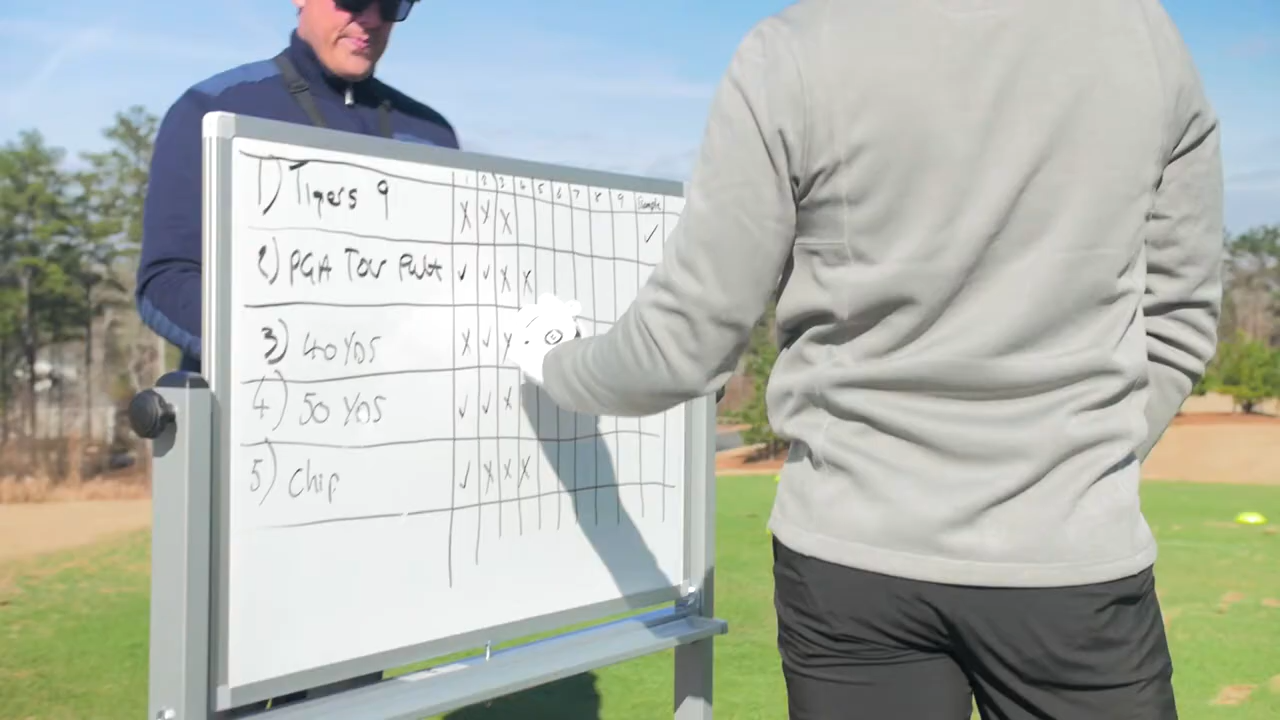 1 2 3 4 5 6 7 8 9 Sample
1) Tigers 9 X X X ✓
2) PGA Tour Putt ✓ ✓ X X
3) 40 YDS X ✓ X
4) 50 YDS ✓ ✓ X
5) Chip ✓ X X X